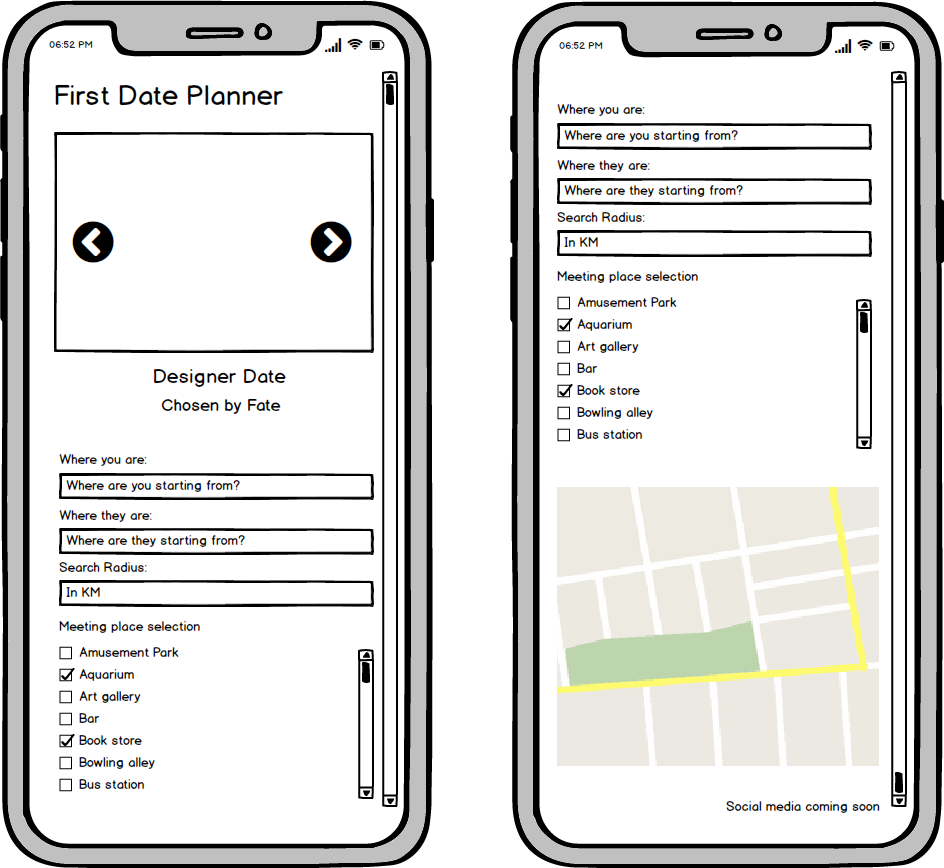 06:52 PM
First Date Planner
Designer Date
Chosen by Fate
Where you are:
Where are you starting from?
Where they are:
Where are they starting from?
Search Radius:
In KM
Meeting place selection
Amusement Park
Aquarium
Art gallery
Bar
Book store
Bowling alley
Bus station
06:52 PM
Where you are:
Where are you starting from?
Where they are:
Where are they starting from?
Search Radius:
In KM
Meeting place selection
Amusement Park
Aquarium
Art gallery
Bar
Book store
Bowling alley
Bus station
Social media coming soon